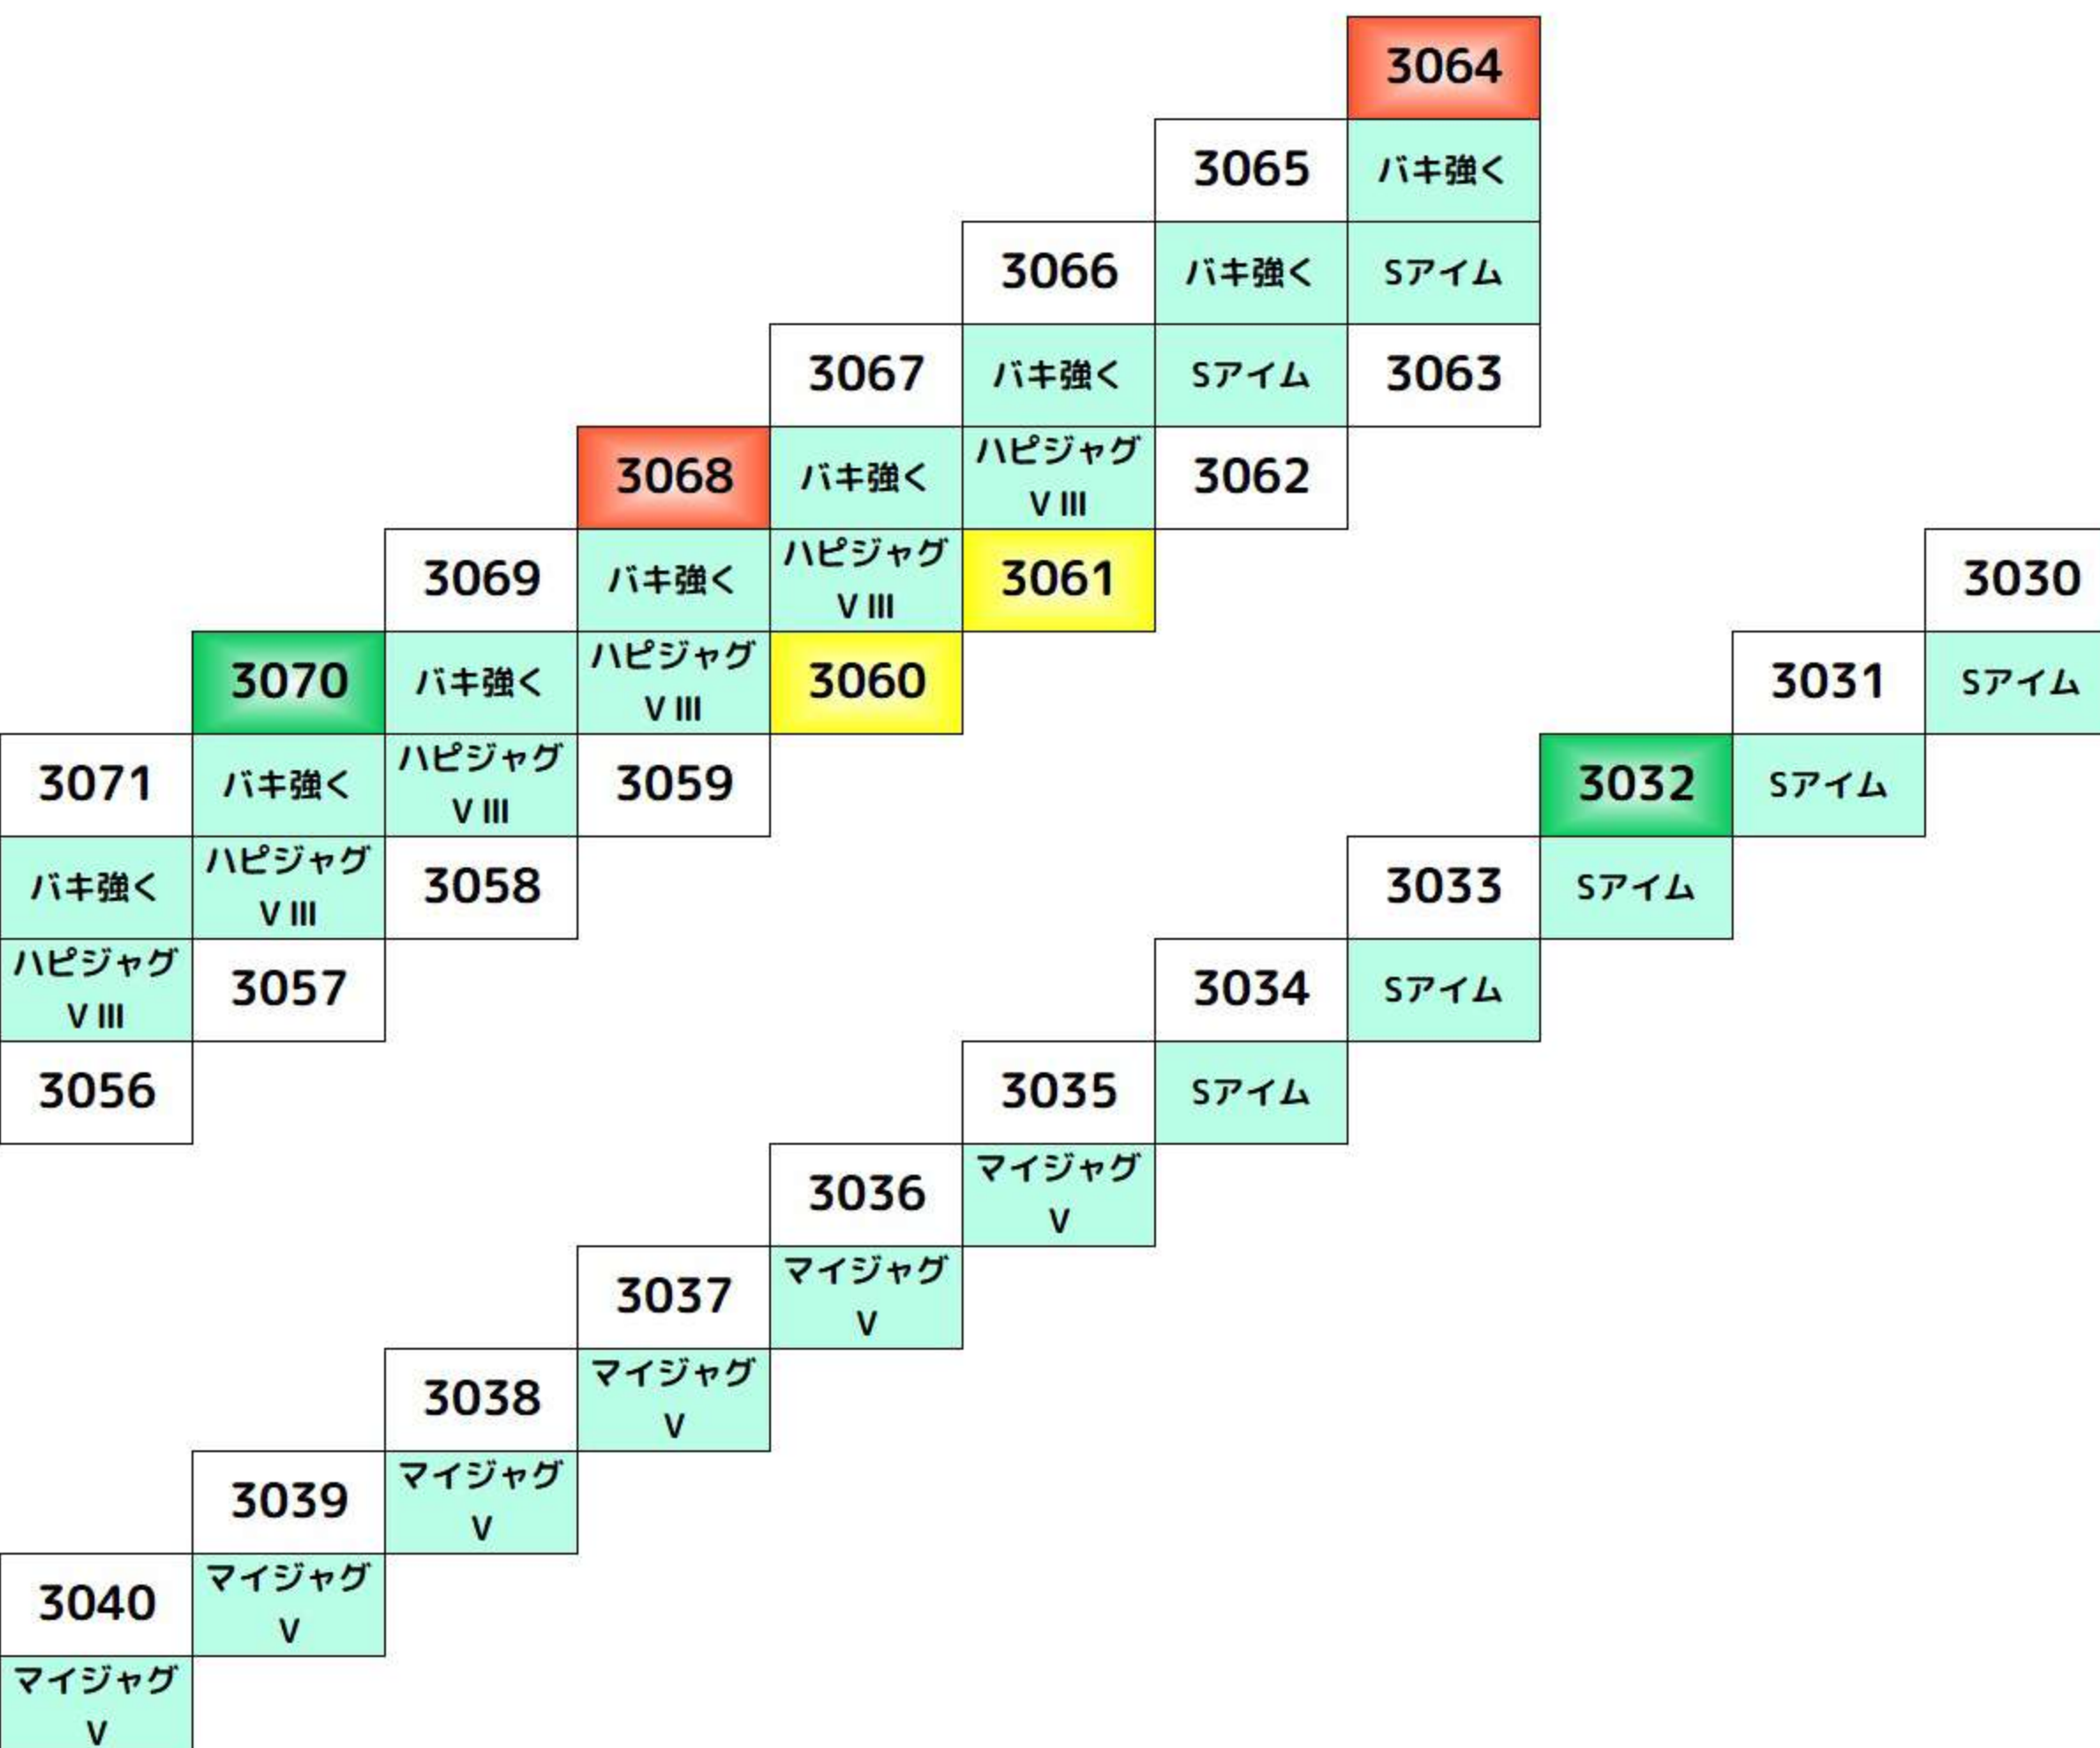 3064
3065 バキ強く
3066 バキ強く Sアイム
3067 バキ強く Sアイム 3063
3068 バキ強く ハピジャグ 3062
V III
3069 バキ強く ハピジャグ 3061 3030
V III
3070 バキ強く ハピジャグ 3060 3031 Sアイム
V III
3071 バキ強く ハピジャグ 3059 3032 Sアイム
V III
バキ強く ハピジャグ 3058 3033 Sアイム
V III
ハピジャグ 3057 3034 Sアイム
V III
3056 3035 Sアイム
3036 マイジャグ
V
3037 マイジャグ
V
3038 マイジャグ
V
3039 マイジャグ
V
3040 マイジャグ
V
マイジャグ
V